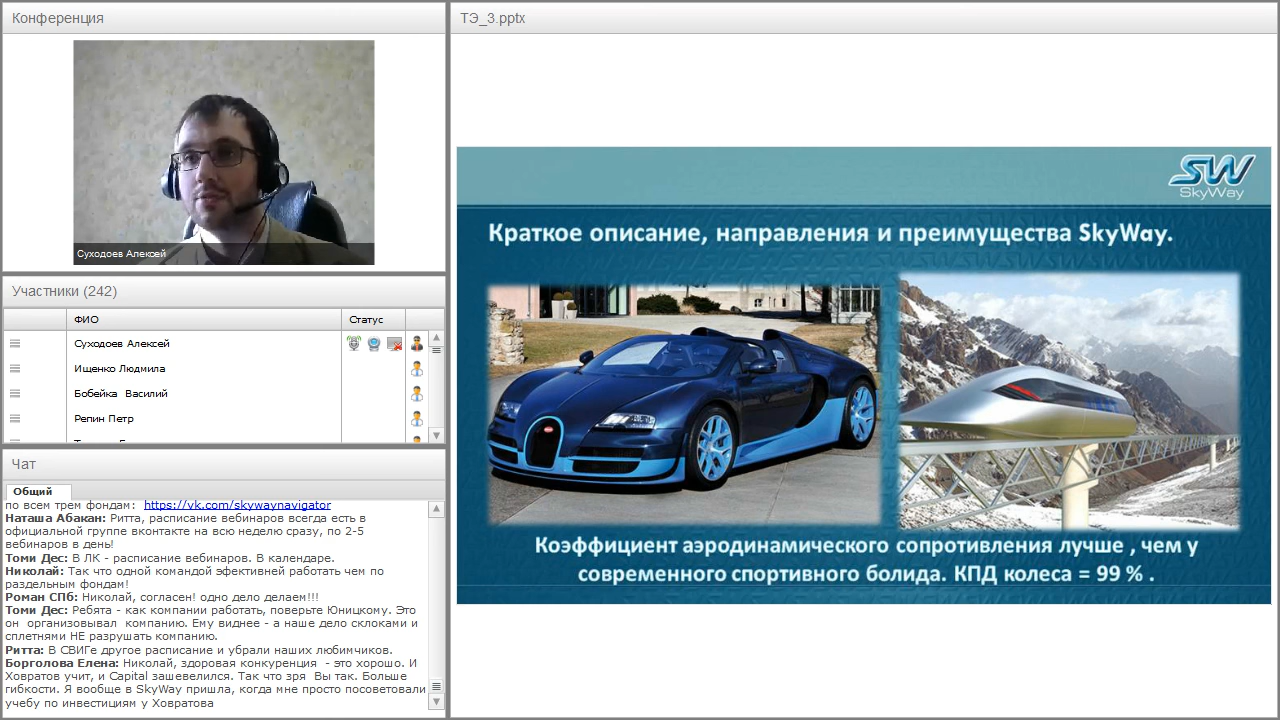 Конференция
Суходоев Алексей
Участники (242)
ФИО
Статус
Суходоев Алексей
Ищенко Людмила
Бобейка Василий
Репин Петр
Чат
Общий
по всем трем фондам: https://vk.com/skywaynavigator
Наташа Абакан: Ритта, расписание вебинаров всегда есть в
официальной группе вконтакте на всю неделю сразу, по 2-5
вебинаров в день!
Томи Дес: В ЛК - расписание вебинаров. В календаре.
Николай: Так что одной командой эфективней работать чем по
раздельным фондам!
Роман СПб: Николай, согласен! одно дело делаем!!!
Томи Дес: Ребята - как компании работать, поверьте Юницкому. Это
он организовывал компанию. Ему виднее - а наше дело склоками и
сплетнями НЕ разрушать компанию.
Ритта: В СВИГе другое расписание и убрали наших любимчиков.
Борголова Елена: Николай, здоровая конкуренция - это хорошо. И
Ховратов учит, и Capital зашевелился. Так что зря Вы так. Больше
гибкости. Я вообще в SkyWay пришла, когда мне просто посоветовали
учебу по инвестициям у Ховратова
ТЭ_3.pptx
SW
SkyWay
Краткое описание, направления и преимущества SkyWay.
Коэффициент аэродинамического сопротивления лучше , чем у
современного спортивного болида. КПД колеса = 99 % .